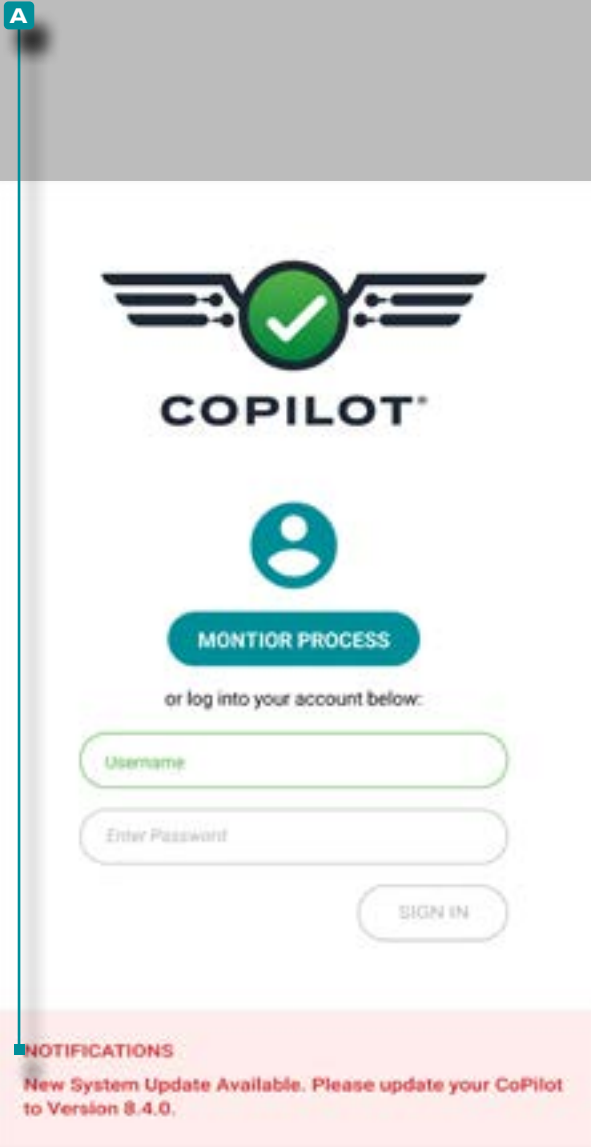 A
COPILOT®
MONTIOR PROCESS
or log into your account below:
Username
Enter Password
SIGN IN
NOTIFICATIONS
New System Update Available. Please update your CoPilot
to Version 8.4.0.